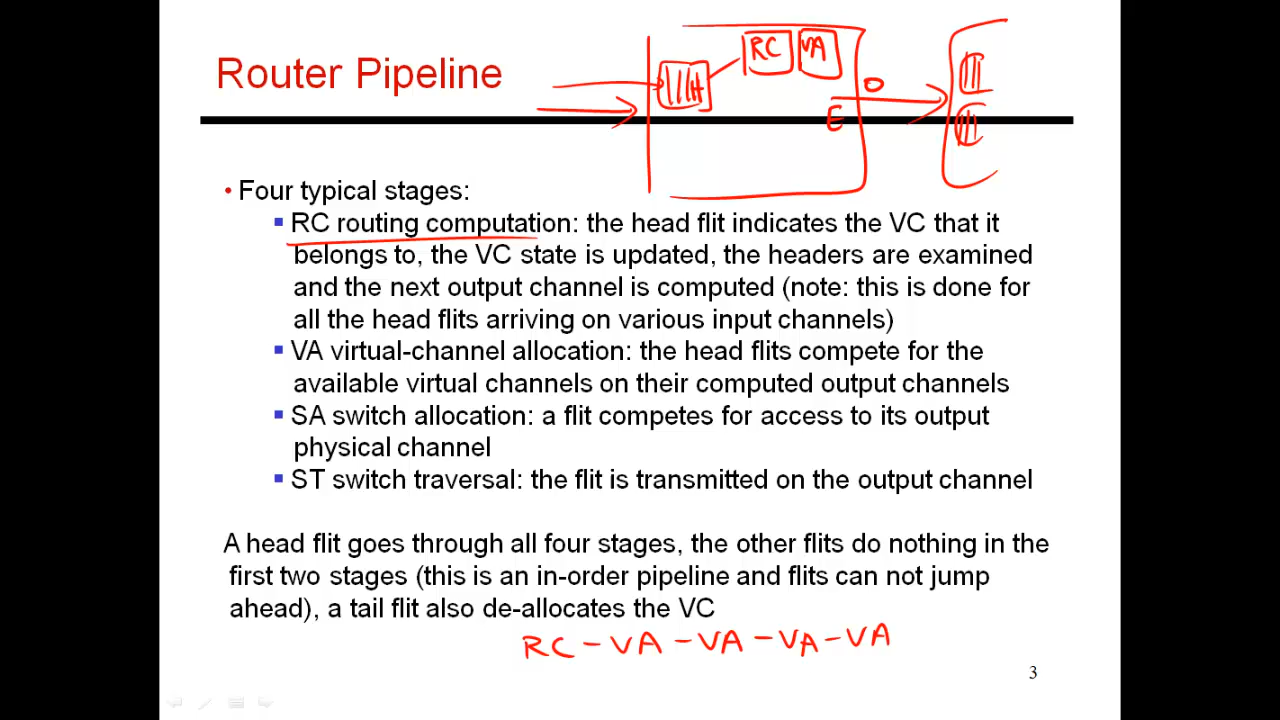 RC VA
Router Pipeline
H
O
E
• Four typical stages:
▪ RC routing computation: the head flit indicates the VC that it
belongs to, the VC state is updated, the headers are examined
and the next output channel is computed (note: this is done for
all the head flits arriving on various input channels)
▪ VA virtual-channel allocation: the head flits compete for the
available virtual channels on their computed output channels
▪ SA switch allocation: a flit competes for access to its output
physical channel
▪ ST switch traversal: the flit is transmitted on the output channel
A head flit goes through all four stages, the other flits do nothing in the
first two stages (this is an in-order pipeline and flits can not jump
ahead), a tail flit also de-allocates the VC
RC – VA – VA – VA – VA
3